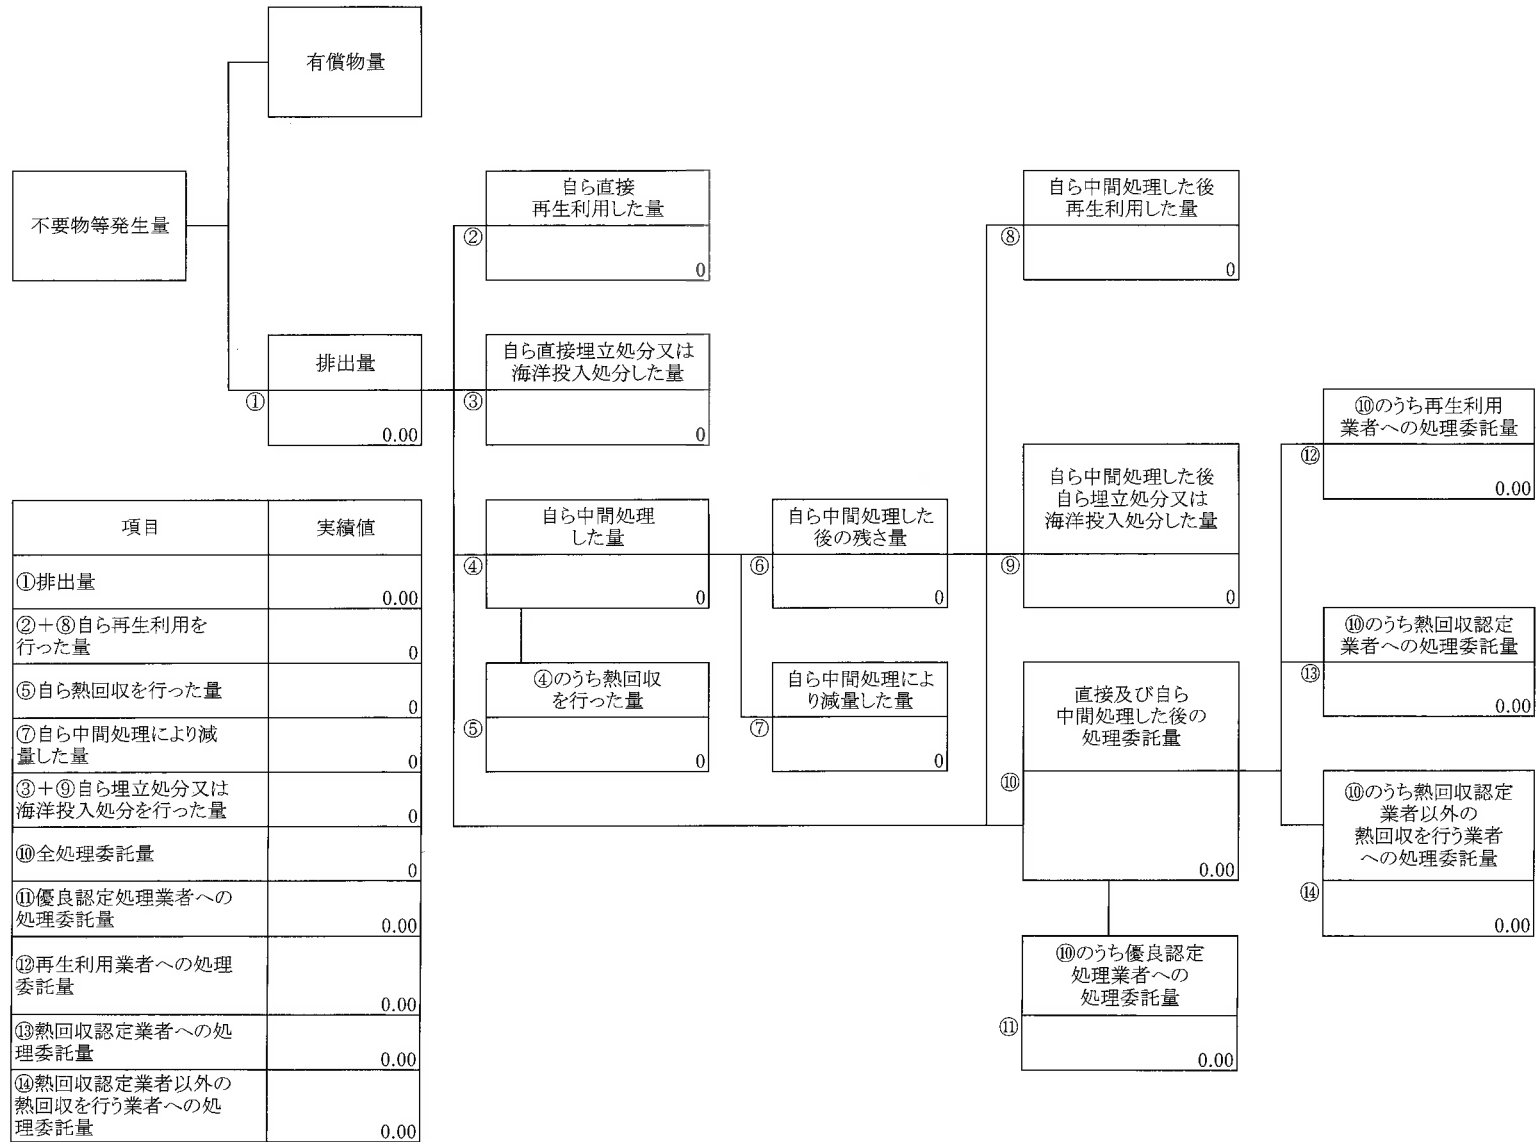 有償物量
不要物等発生量
排出量
①
0.00
自ら直接
再生利用した量
②
0
自ら直接埋立処分又は
海洋投入処分した量
③
0
自ら中間処理
した量
④
0
④のうち熱回収
を行った量
⑤
0
自ら中間処理した
後の残さ量
⑥
0
自ら中間処理によ
り減量した量
⑦
0
自ら中間処理した後
再生利用した量
⑧
0
自ら中間処理した後
自ら埋立処分又は
海洋投入処分した量
⑨
0
直接及び自ら
中間処理した後の
処理委託量
⑩
0.00
⑩のうち優良認定
処理業者への
処理委託量
⑪
0.00
⑩のうち再生利用
業者への処理委託量
⑫
0.00
⑩のうち熱回収認定
業者への処理委託量
⑬
0.00
⑩のうち熱回収認定
業者以外の
熱回収を行う業者
への処理委託量
⑭
0.00
項目 実績値
①排出量
0.00
②+⑧自ら再生利用を
行った量
0
⑤自ら熱回収を行った量
0
⑦自ら中間処理により減
量した量
0
③+⑨自ら埋立処分又は
海洋投入処分を行った量
0
⑩全処理委託量
0
⑪優良認定処理業者への
処理委託量
0.00
⑫再生利用業者への処理
委託量
0.00
⑬熱回収認定業者への処
理委託量
0.00
⑭熱回収認定業者以外の
熱回収を行う業者への処
理委託量
0.00